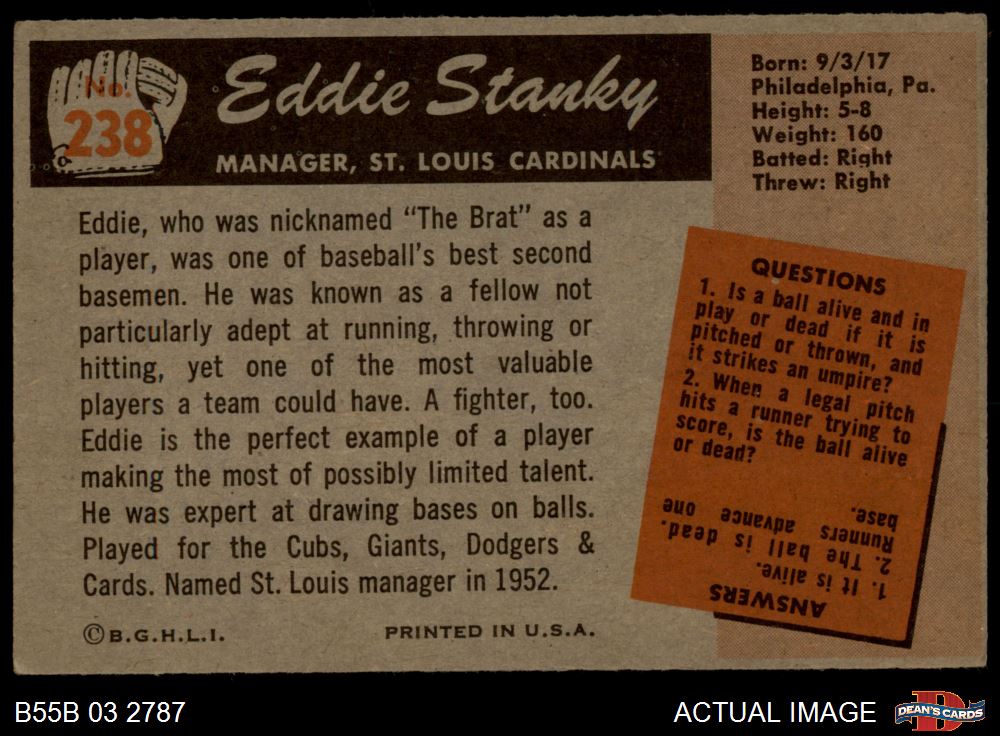 No.
238
Eddie Stanky
MANAGER, ST. LOUIS CARDINALS
Born: 9/3/17
Philadelphia, Pa.
Height: 5-8
Weight: 160
Batted: Right
Threw: Right
Eddie, who was nicknamed “The Brat” as a
player, was one of baseball’s best second
basemen. He was known as a fellow not
particularly adept at running, throwing or
hitting, yet one of the most valuable
players a team could have. A fighter, too.
Eddie is the perfect example of a player
making the most of possibly limited talent.
He was expert at drawing bases on balls.
Played for the Cubs, Giants, Dodgers &
Cards. Named St. Louis manager in 1952.
©B.G.H.L.I.
PRINTED IN U.S.A.
QUESTIONS
1. Is a ball alive and in
play or dead if it is
pitched or thrown, and
it strikes an umpire?
2. When a legal pitch
hits a runner trying to
score, is the ball alive
or dead?
ANSWERS
1. It is alive.
2. The ball is dead.
Runners advance one
base.
B55B 03 2787
ACTUAL IMAGE
D
DEAN'S CARDS